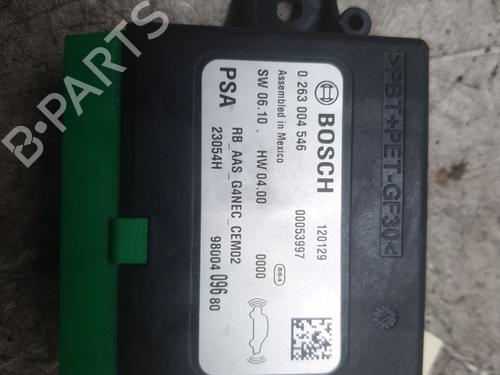 BOSCH
0 263 004 546
Assembled in Mexico
120129
00053997
864
SW 06.10 . HW 04.00
0000
PSA
RB_AAS_G4NEC_CEM02
23054H
98004 096 80
>PBT+PET-GF30<
B-PARTS